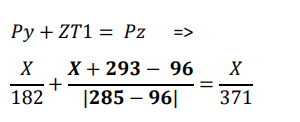 Py + ZT1 = Pz =>
X/182 + X + 293 − 96/|285 − 96| = X/371